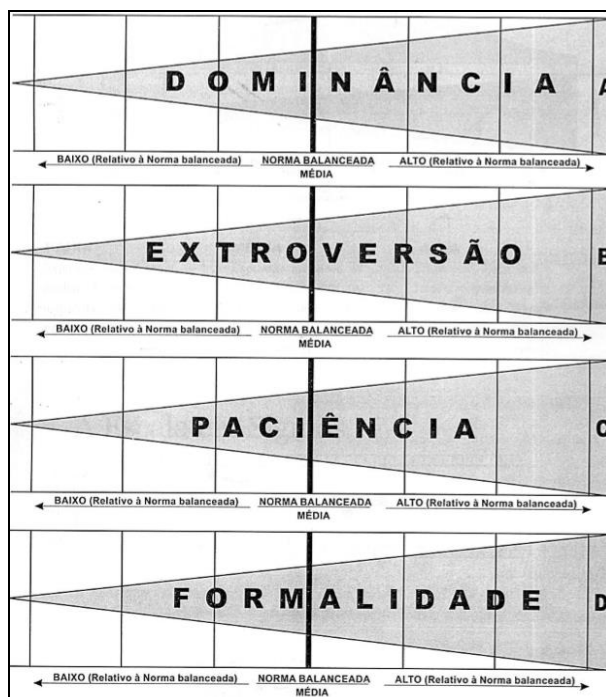 DOMINÂNCIA A
BAIXO (Relativo à Norma balanceada) NORMA BALANCEADA ALTO (Relativo à Norma balanceada)
MÉDIA
EXTROVERSÃO B
BAIXO (Relativo à Norma balanceada) NORMA BALANCEADA ALTO (Relativo à Norma balanceada)
MÉDIA
PACIÊNCIA C
BAIXO (Relativo à Norma balanceada) NORMA BALANCEADA ALTO (Relativo à Norma balanceada)
MÉDIA
FORMALIDADE D
BAIXO (Relativo à Norma balanceada) NORMA BALANCEADA ALTO (Relativo à Norma balanceada)
MÉDIA